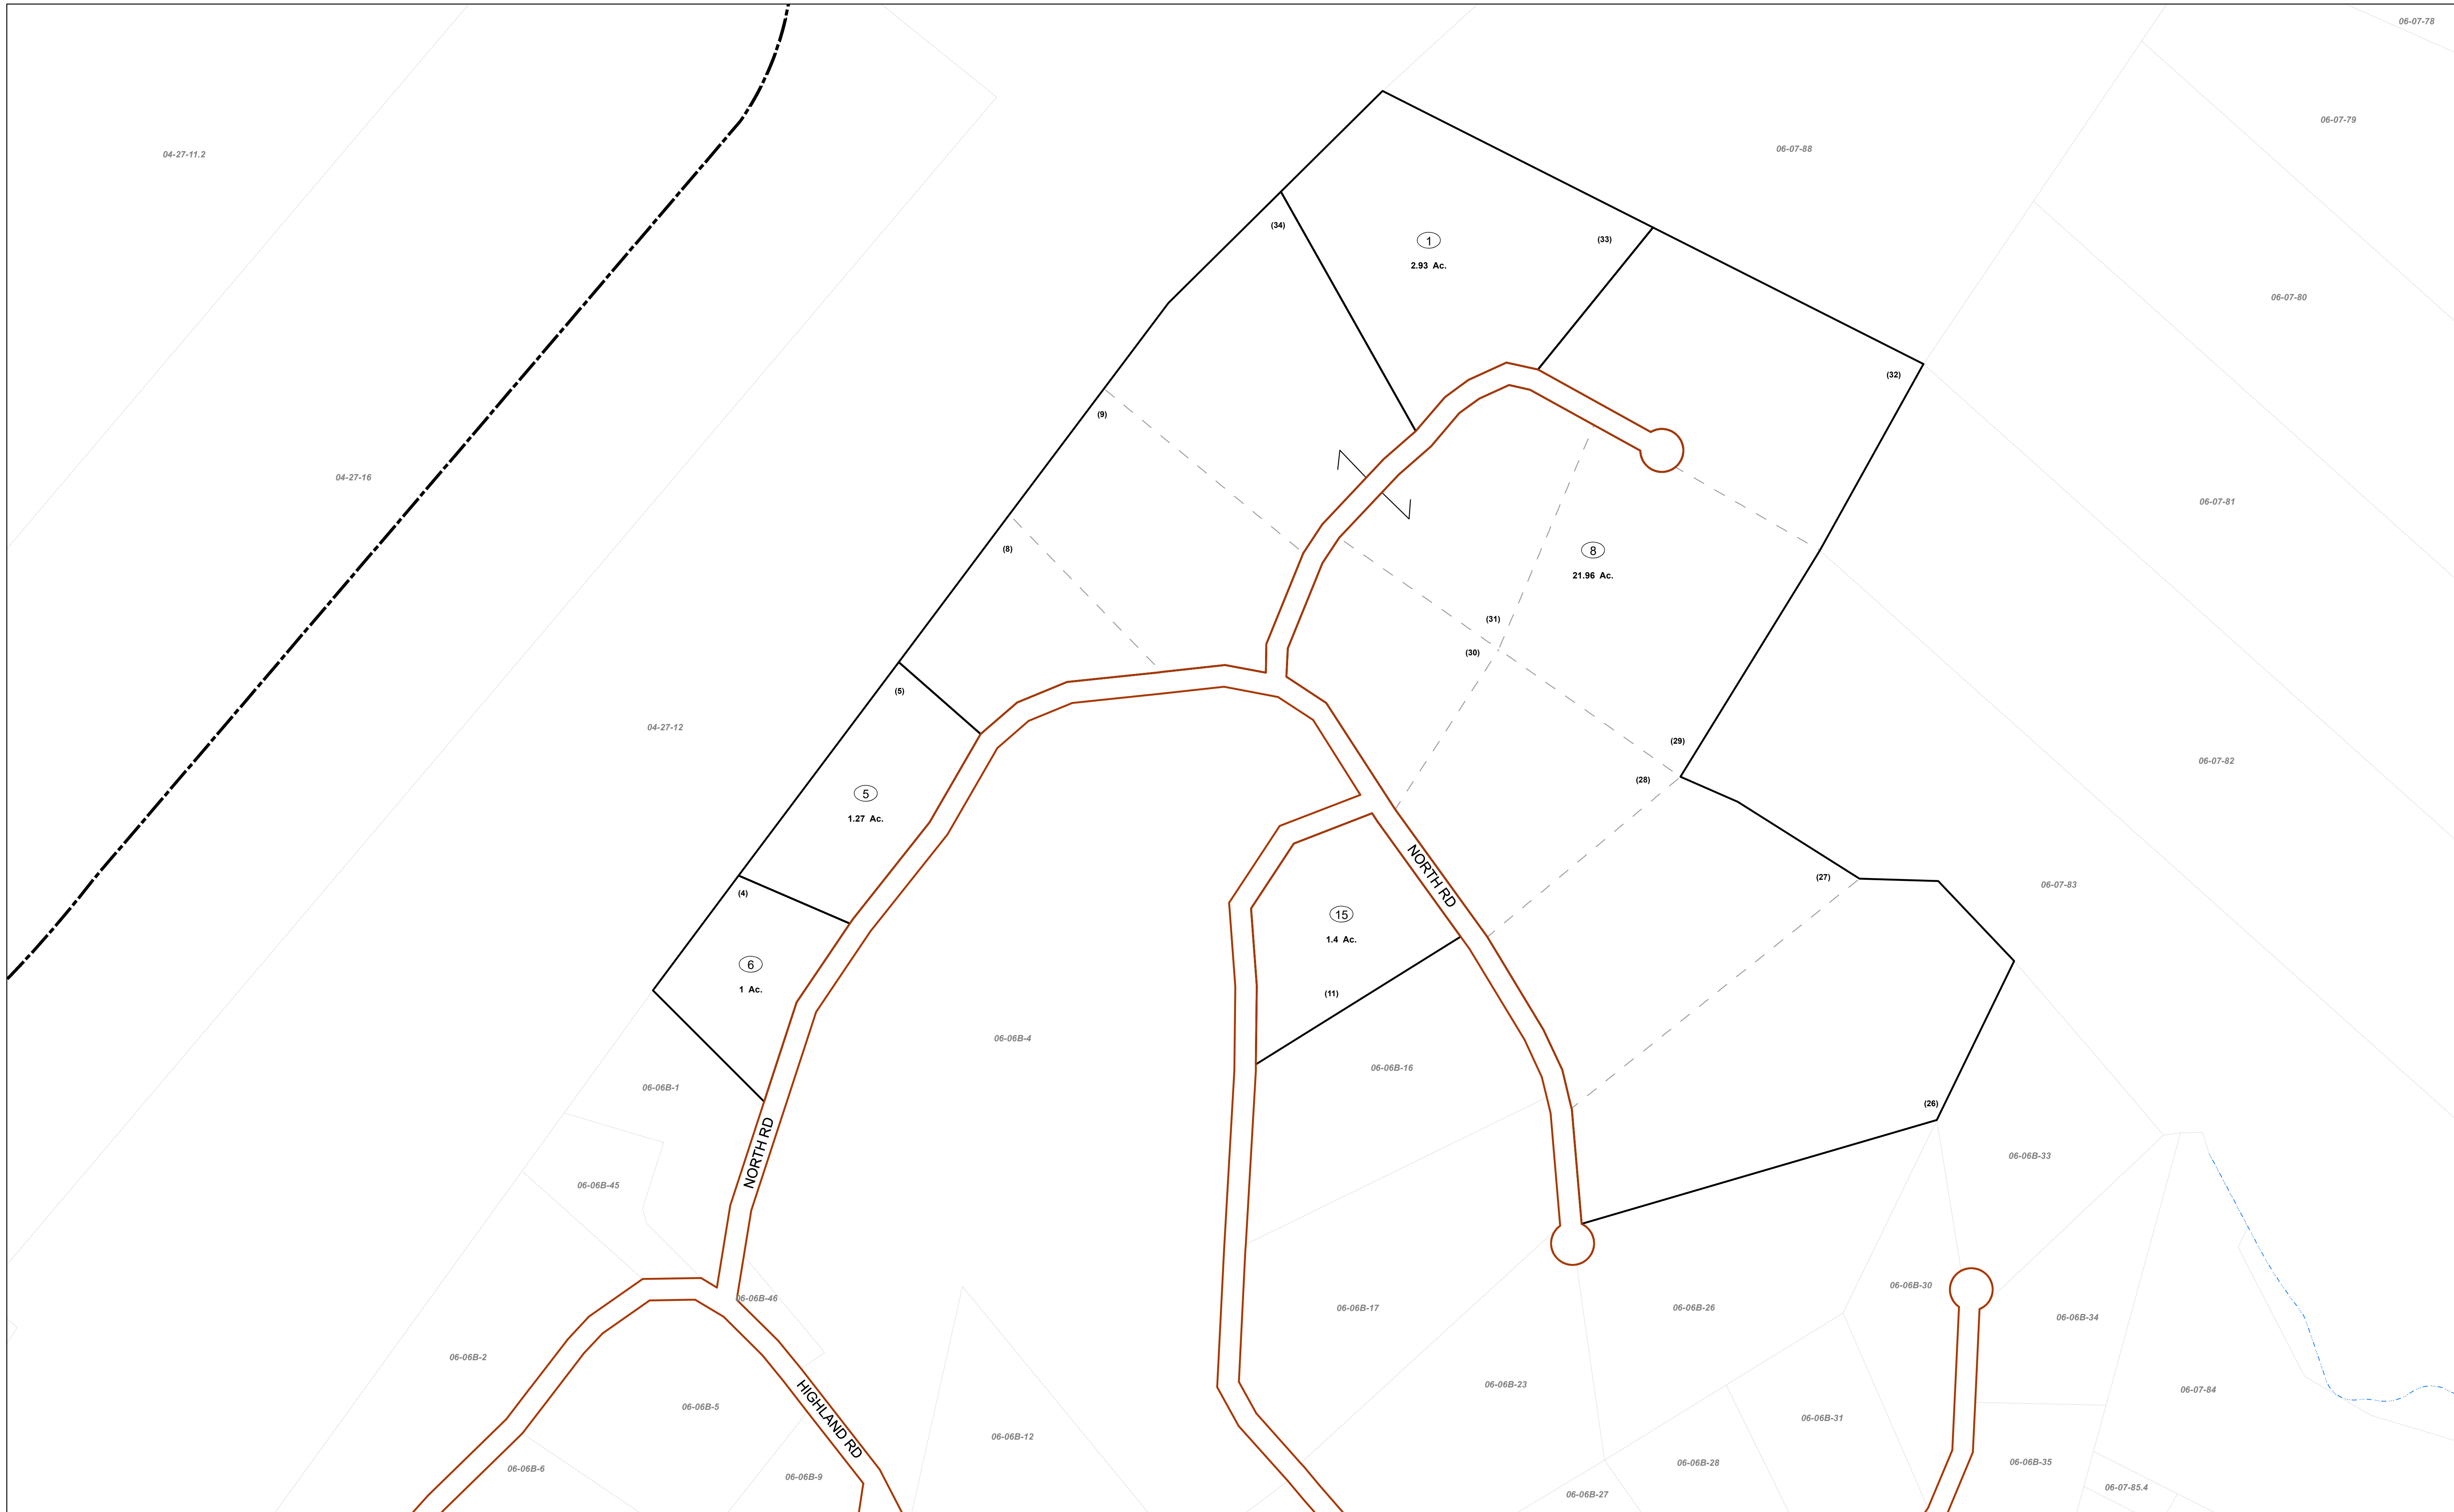 06-07-78
06-07-79
06-07-88
04-27-11.2
(34)
(33)
1
2.93 Ac.
06-07-80
(32)
(9)
04-27-16
06-07-81
(8)
8
21.96 Ac.
(31)
(30)
(5)
04-27-12
(29)
06-07-82
(28)
5
1.27 Ac.
NORTH RD
(27)
06-07-83
(4)
15
1.4 Ac.
6
1 Ac.
(11)
06-06B-4
06-06B-16
06-06B-1
(26)
NORTH RD
06-06B-33
06-06B-45
06-06B-30
06-06B-46
06-06B-17
06-06B-26
06-06B-34
06-06B-2
06-06B-23
06-07-84
06-06B-5
HIGHLAND RD
06-06B-31
06-06B-12
06-06B-6
06-06B-9
06-06B-28
06-06B-35
06-07-85.4
06-06B-27